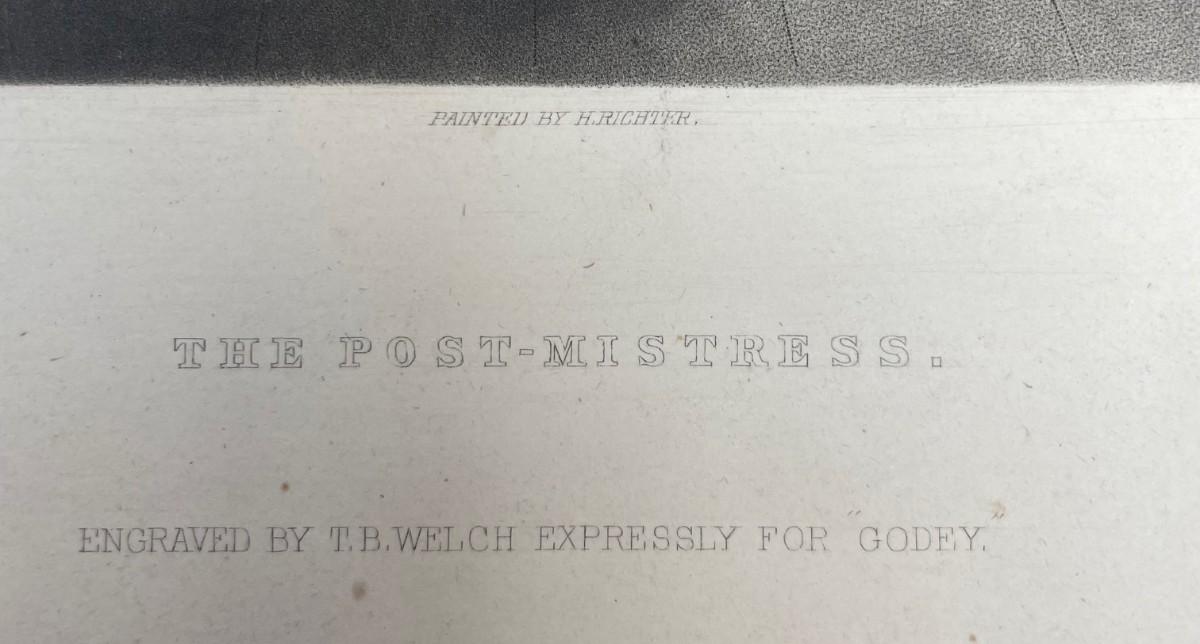 PAINTED BY H.RICHTER.
THE POST-MISTRESS.
ENGRAVED BY T.B.WELCH EXPRESSLY FOR "GODEY."